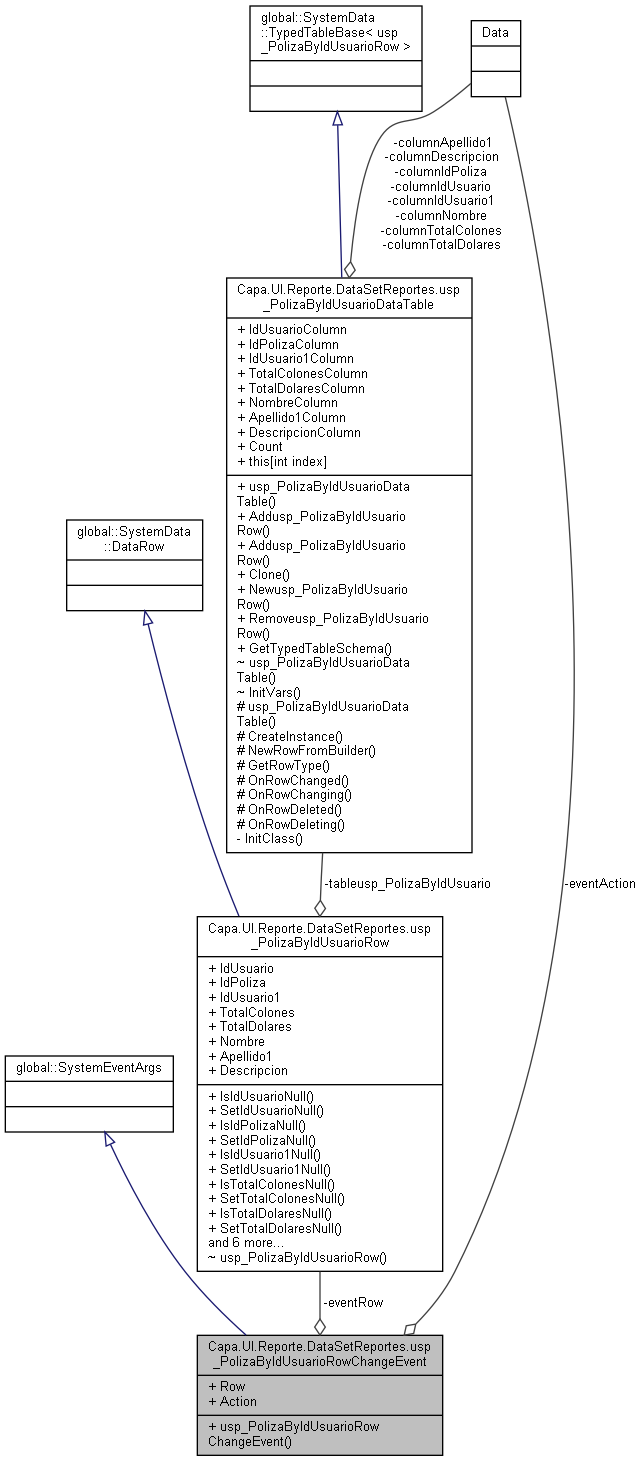 global::SystemData
::TypedTableBase< usp
_PolizaByIdUsuarioRow >
Data
-columnApellido1
-columnDescripcion
-columnIdPoliza
-columnIdUsuario
-columnIdUsuario1
-columnNombre
-columnTotalColones
-columnTotalDolares
Capa.UI.Reporte.DataSetReportes.usp
_PolizaByIdUsuarioDataTable
+ IdUsuarioColumn
+ IdPolizaColumn
+ IdUsuario1Column
+ TotalColonesColumn
+ TotalDolaresColumn
+ NombreColumn
+ Apellido1Column
+ DescripcionColumn
+ Count
+ this[int index]
+ usp_PolizaByIdUsuarioData
Table()
+ Addusp_PolizaByIdUsuario
Row()
+ Addusp_PolizaByIdUsuario
Row()
+ Clone()
+ Newusp_PolizaByIdUsuario
Row()
+ Removeusp_PolizaByIdUsuario
Row()
+ GetTypedTableSchema()
~ usp_PolizaByIdUsuarioData
Table()
~ InitVars()
# usp_PolizaByIdUsuarioData
Table()
# CreateInstance()
# NewRowFromBuilder()
# GetRowType()
# OnRowChanged()
# OnRowChanging()
# OnRowDeleted()
# OnRowDeleting()
- InitClass()
global::SystemData
::DataRow
-tableusp_PolizaByIdUsuario
-eventAction
Capa.UI.Reporte.DataSetReportes.usp
_PolizaByIdUsuarioRow
+ IdUsuario
+ IdPoliza
+ IdUsuario1
+ TotalColones
+ TotalDolares
+ Nombre
+ Apellido1
+ Descripcion
+ IsIdUsuarioNull()
+ SetIdUsuarioNull()
+ IsIdPolizaNull()
+ SetIdPolizaNull()
+ IsIdUsuario1Null()
+ SetIdUsuario1Null()
+ IsTotalColonesNull()
+ SetTotalColonesNull()
+ IsTotalDolaresNull()
+ SetTotalDolaresNull()
and 6 more...
~ usp_PolizaByIdUsuarioRow()
global::SystemEventArgs
-eventRow
Capa.UI.Reporte.DataSetReportes.usp
_PolizaByIdUsuarioRowChangeEvent
+ Row
+ Action
+ usp_PolizaByIdUsuarioRow
ChangeEvent()